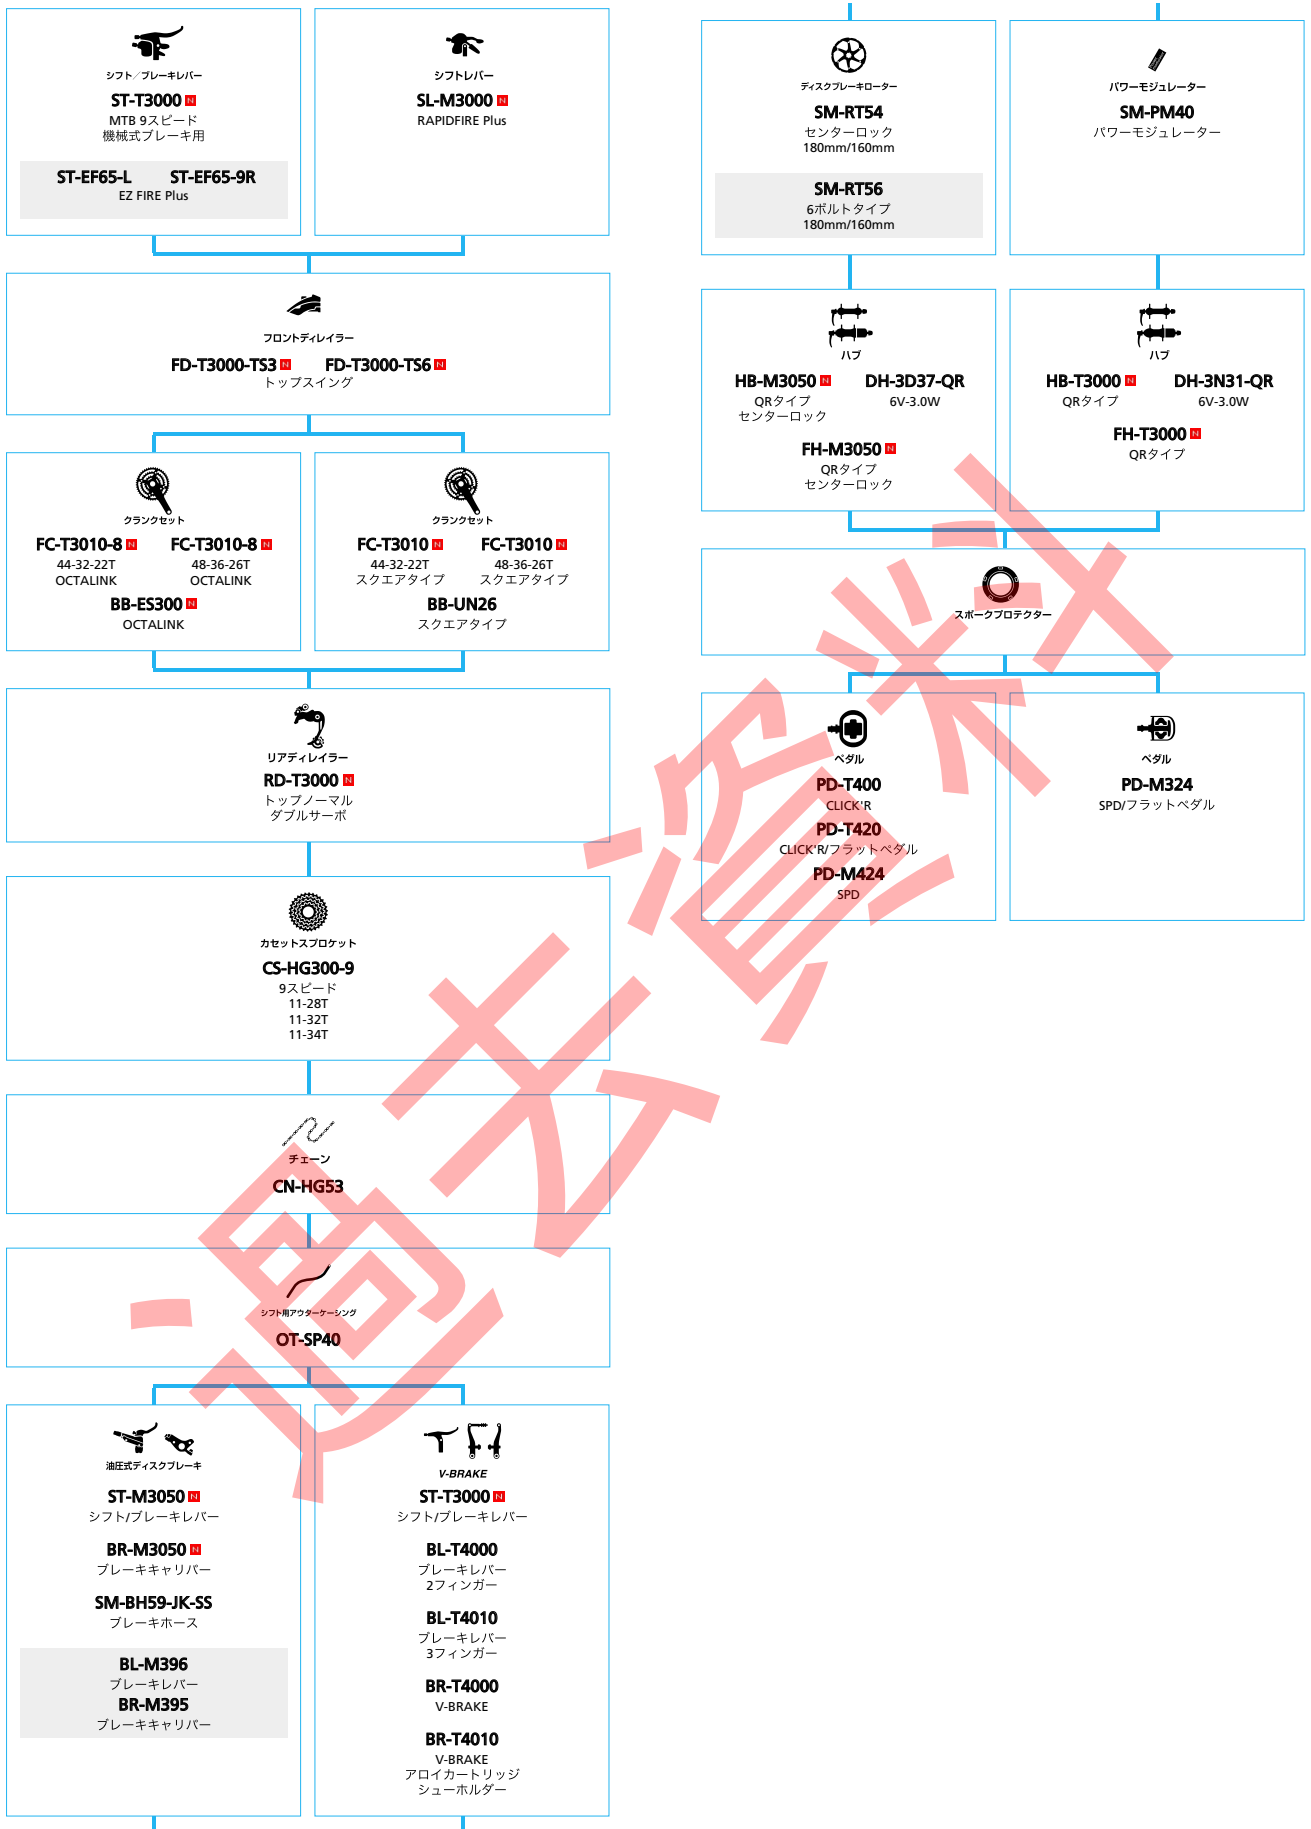 シフト／ブレーキレバー
ST-T3000 N
MTB 9スピード
機械式ブレーキ用
ST-EF65-L ST-EF65-9R
EZ FIRE Plus
シフトレバー
SL-M3000 N
RAPIDFIRE Plus
フロントディレイラー
FD-T3000-TS3 N FD-T3000-TS6 N
トップスイング
クランクセット
FC-T3010-8 N FC-T3010-8 N
44-32-22T 48-36-26T
OCTALINK OCTALINK
BB-ES300 N
OCTALINK
クランクセット
FC-T3010 N FC-T3010 N
44-32-22T 48-36-26T
スクエアタイプ スクエアタイプ
BB-UN26
スクエアタイプ
リアディレイラー
RD-T3000 N
トップノーマル
ダブルサーボ
カセットスプロケット
CS-HG300-9
9スピード
11-28T
11-32T
11-34T
チェーン
CN-HG53
シフト用アウターケーシング
OT-SP40
油圧式ディスクブレーキ
ST-M3050 N
シフト/ブレーキレバー
BR-M3050 N
ブレーキキャリパー
SM-BH59-JK-SS
ブレーキホース
BL-M396
ブレーキレバー
BR-M395
ブレーキキャリパー
V-BRAKE
ST-T3000 N
シフト/ブレーキレバー
BL-T4000
ブレーキレバー
2フィンガー
BL-T4010
ブレーキレバー
3フィンガー
BR-T4000
V-BRAKE
BR-T4010
V-BRAKE
アロイカートリッジ
シューホルダー
ディスクブレーキローター
SM-RT54
センターロック
180mm/160mm
SM-RT56
6ボルトタイプ
180mm/160mm
パワーモジュレーター
SM-PM40
パワーモジュレーター
ハブ
HB-M3050 N DH-3D37-QR
QRタイプ 6V-3.0W
センターロック
FH-M3050 N
QRタイプ
センターロック
ハブ
HB-T3000 N DH-3N31-QR
QRタイプ 6V-3.0W
FH-T3000 N
QRタイプ
スポークプロテクター
ペダル
PD-T400
CLICK'R
PD-T420
CLICK'R/フラットペダル
PD-M424
SPD
ペダル
PD-M324
SPD/フラットペダル
過去資料